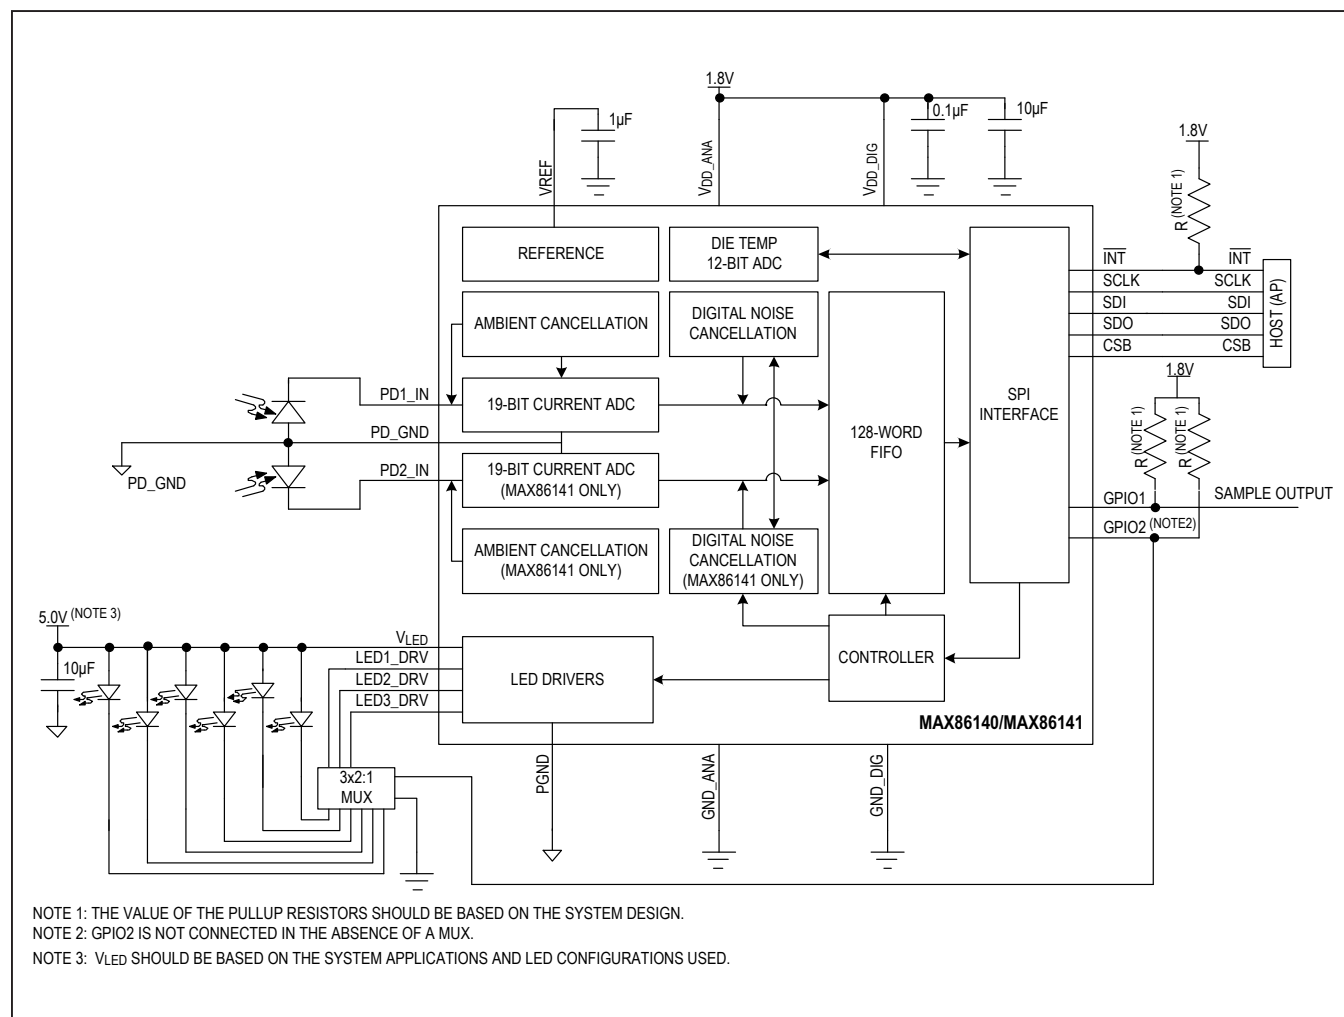 1.8V
1µF
0.1µF
10µF
1.8V
VREF
VDD_ANA
VDD_DIG
R (NOTE 1)
REFERENCE
DIE TEMP
12-BIT ADC
INT
INT
SCLK
SCLK
SDI
SDI
SDO
SDO
CSB
CSB
HOST (AP)
AMBIENT CANCELLATION
DIGITAL NOISE
CANCELLATION
1.8V
PD1_IN
19-BIT CURRENT ADC
SPI
INTERFACE
R (NOTE 1)
R (NOTE 1)
PD_GND
128-WORD
FIFO
PD_GND
PD2_IN
19-BIT CURRENT ADC
(MAX86141 ONLY)
GPIO1
SAMPLE OUTPUT
GPIO2 (NOTE2)
AMBIENT CANCELLATION
(MAX86141 ONLY)
DIGITAL NOISE
CANCELLATION
(MAX86141 ONLY)
5.0V (NOTE 3)
VLED
10µF
LED1_DRV
LED2_DRV
LED3_DRV
LED DRIVERS
CONTROLLER
MAX86140/MAX86141
3x2:1
MUX
PGND
GND_ANA
GND_DIG
NOTE 1: THE VALUE OF THE PULLUP RESISTORS SHOULD BE BASED ON THE SYSTEM DESIGN.
NOTE 2: GPIO2 IS NOT CONNECTED IN THE ABSENCE OF A MUX.
NOTE 3: VLED SHOULD BE BASED ON THE SYSTEM APPLICATIONS AND LED CONFIGURATIONS USED.